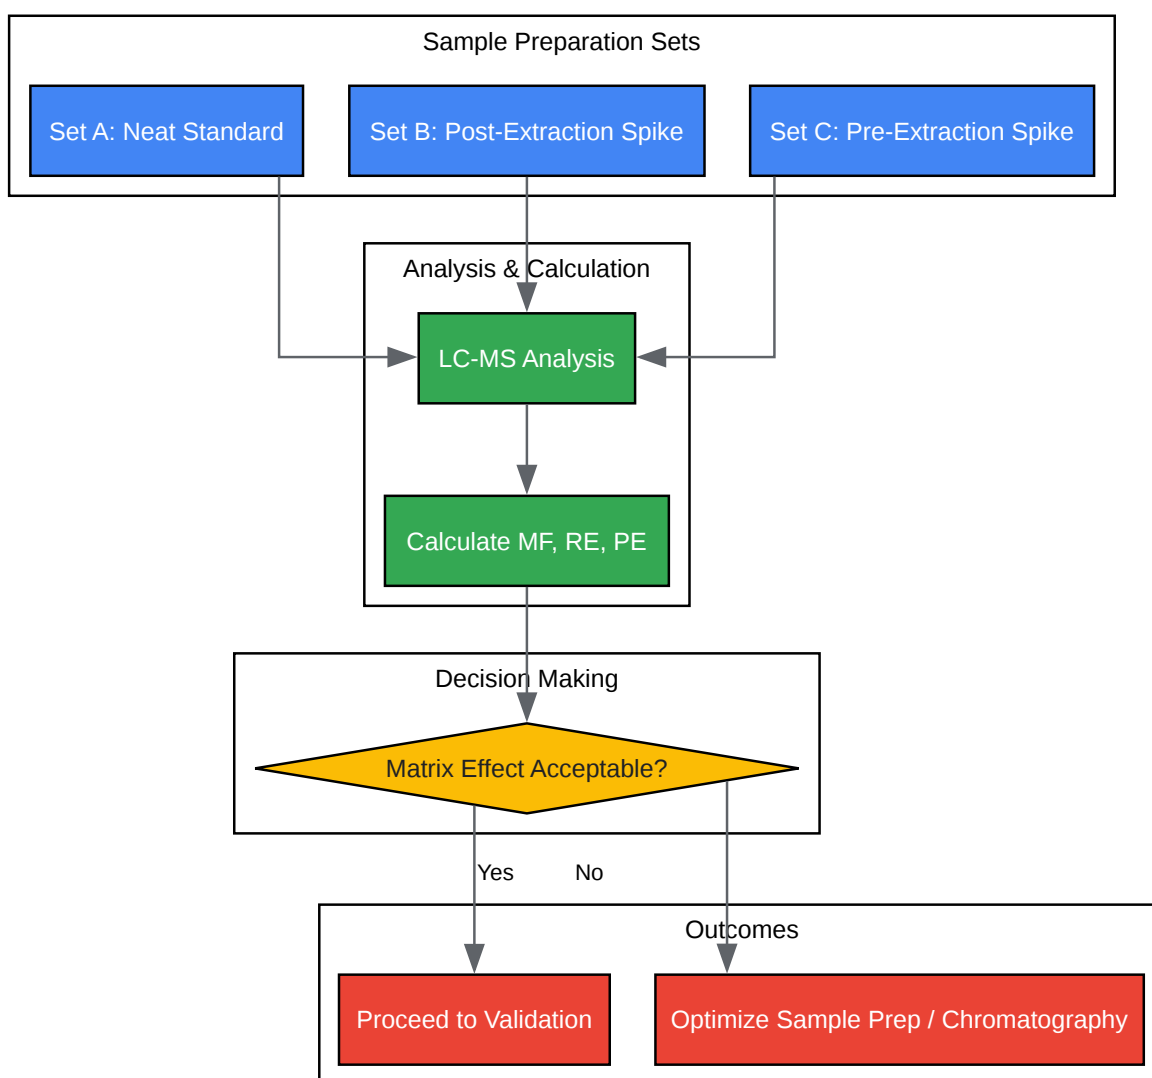 Sample Preparation Sets
Set A: Neat Standard
Set B: Post-Extraction Spike
Set C: Pre-Extraction Spike
Analysis & Calculation
LC-MS Analysis
Calculate MF, RE, PE
Decision Making
Matrix Effect Acceptable?
Yes
No
Outcomes
Proceed to Validation
Optimize Sample Prep / Chromatography